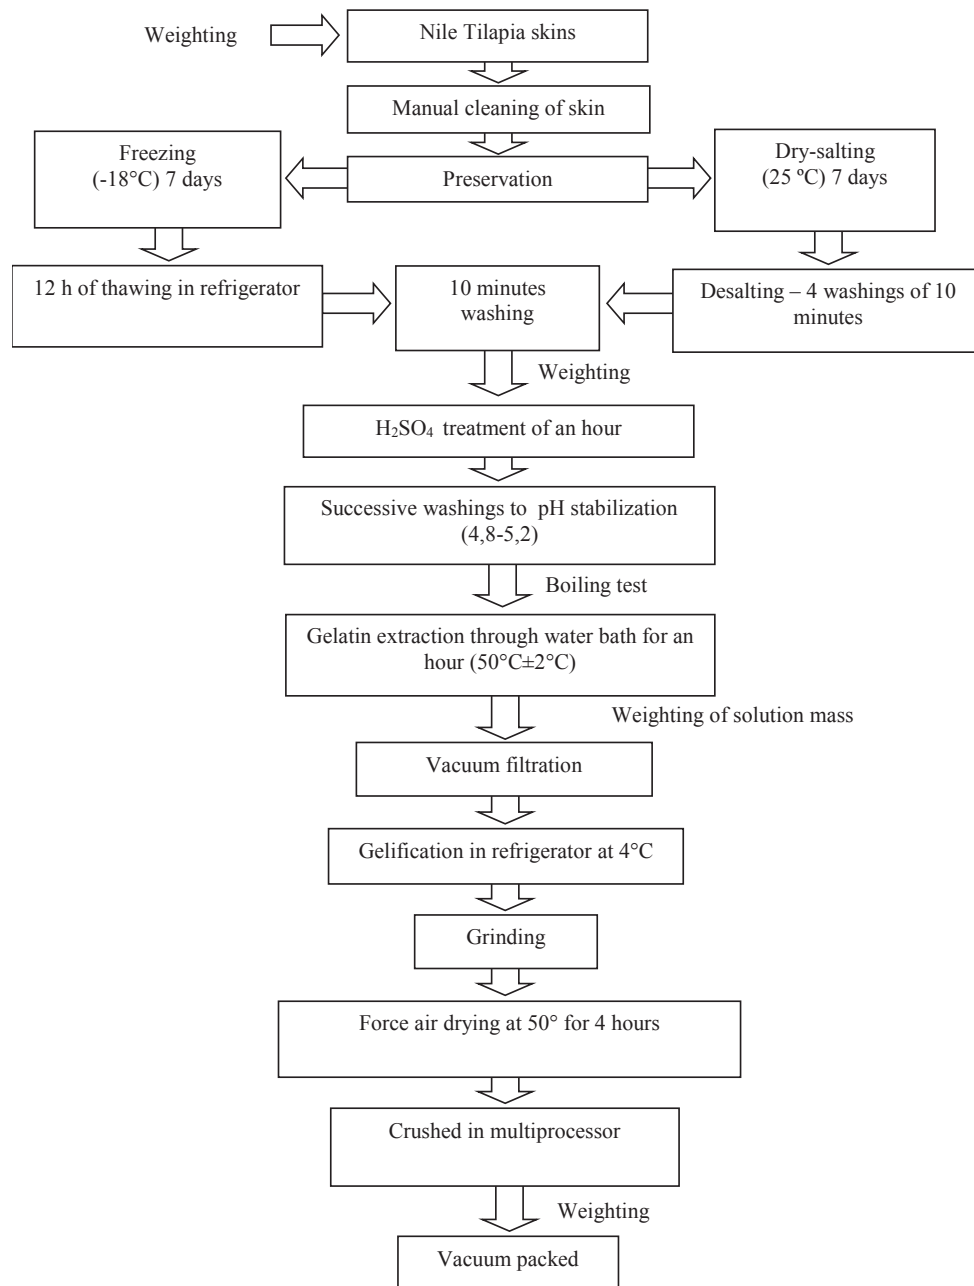 Weighting
Nile Tilapia skins
Manual cleaning of skin
Freezing
(-18°C) 7 days
Preservation
Dry-salting
(25 ºC) 7 days
12 h of thawing in refrigerator
10 minutes
washing
Desalting – 4 washings of 10
minutes
Weighting
H₂SO₄ treatment of an hour
Successive washings to pH stabilization
(4,8-5,2)
Boiling test
Gelatin extraction through water bath for an
hour (50°C±2°C)
Weighting of solution mass
Vacuum filtration
Gelification in refrigerator at 4°C
Grinding
Force air drying at 50° for 4 hours
Crushed in multiprocessor
Weighting
Vacuum packed